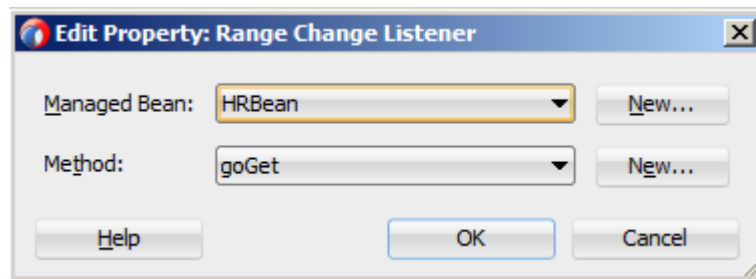 Edit Property: Range Change Listener
Managed Bean: HRBean New...
Method: goGet New...
Help OK Cancel